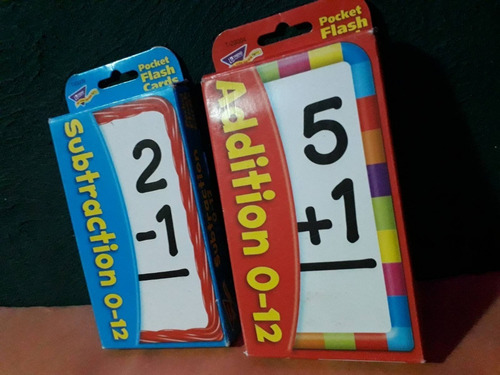 Pocket
Flash
Cards
Subtraction 0-12
2
-1
Pocket
Flash
Addition 0-12
5
+1